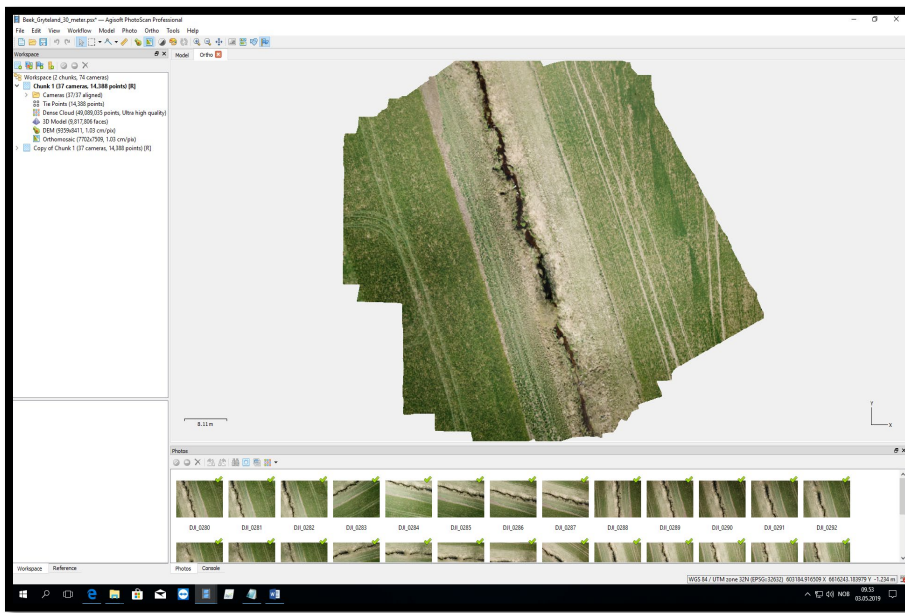 Beek_Gryteland_30_meter.psx* — Agisoft PhotoScan Professional
File Edit View Workflow Model Photo Ortho Tools Help
Workspace
Model Ortho
Workspace (2 chunks, 74 cameras)
Chunk 1 (37 cameras, 14,388 points) [R]
Cameras (37/37 aligned)
Tie Points (14,388 points)
Dense Cloud (49,089,035 points, Ultra high quality)
3D Model (9,817,806 faces)
DEM (9359x8411, 1.03 cm/pix)
Orthomosaic (7702x7509, 1.03 cm/pix)
Copy of Chunk 1 (37 cameras, 14,388 points) [R]
8.11 m
Y
X
Photos
DJI_0280 DJI_0281 DJI_0282 DJI_0283 DJI_0284 DJI_0285 DJI_0286 DJI_0287 DJI_0288 DJI_0289 DJI_0290 DJI_0291 DJI_0292
Workspace Reference
Photos Console
WGS 84 / UTM zone 32N (EPSG::32632) 603184.916509 X 6616243.183979 Y -1.234 m
NOB
09.53
03.05.2019